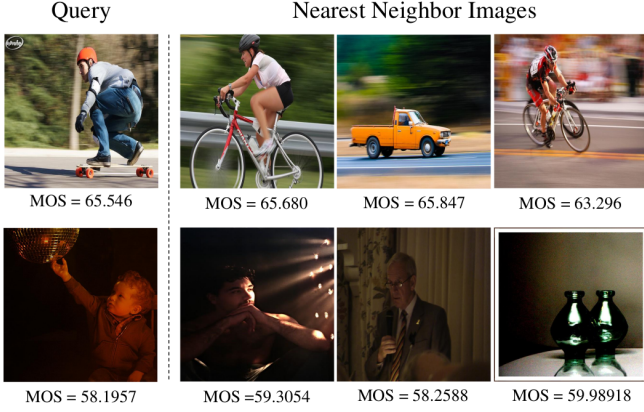 Query Nearest Neighbor Images
MOS = 65.546 MOS = 65.680 MOS = 65.847 MOS = 63.296
MOS = 58.1957 MOS =59.3054 MOS = 58.2588 MOS = 59.98918